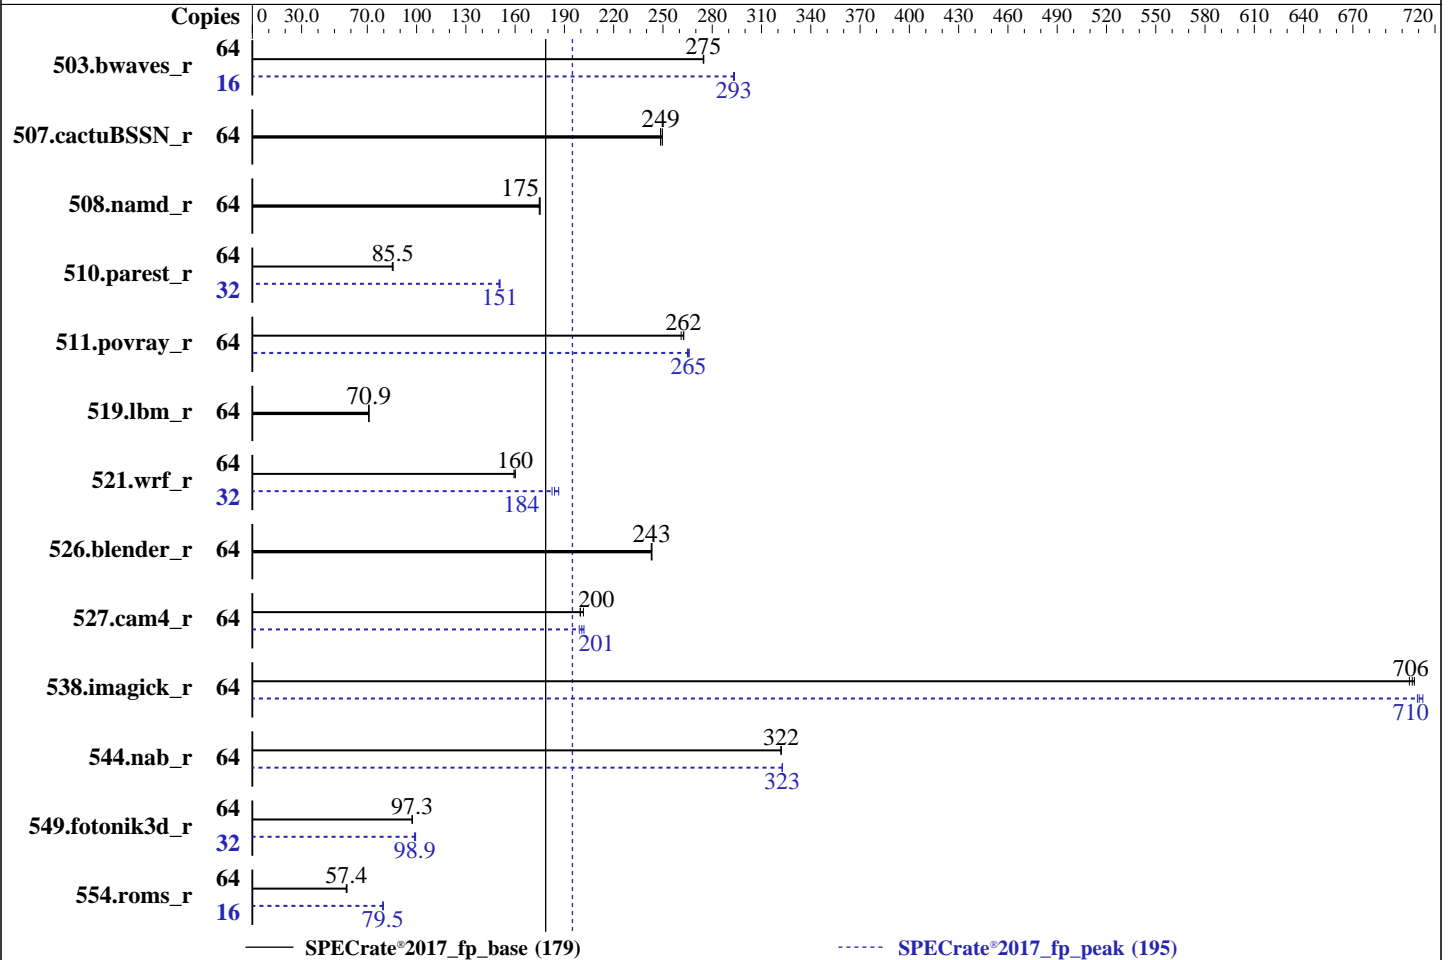 Copies 0 30.0 70.0 100 130 160 190 220 250 280 310 340 370 400 430 460 490 520 550 580 610 640 670 720
503.bwaves_r 64 275
16 293
507.cactuBSSN_r 64 249
508.namd_r 64 175
510.parest_r 64 85.5
32 151
511.povray_r 64 262
265
519.lbm_r 64 70.9
521.wrf_r 64 160
32 184
526.blender_r 64 243
527.cam4_r 64 200
201
538.imagick_r 64 706
710
544.nab_r 64 322
323
549.fotonik3d_r 64 97.3
32 98.9
554.roms_r 64 57.4
16 79.5
SPECrate®2017_fp_base (179) SPECrate®2017_fp_peak (195)